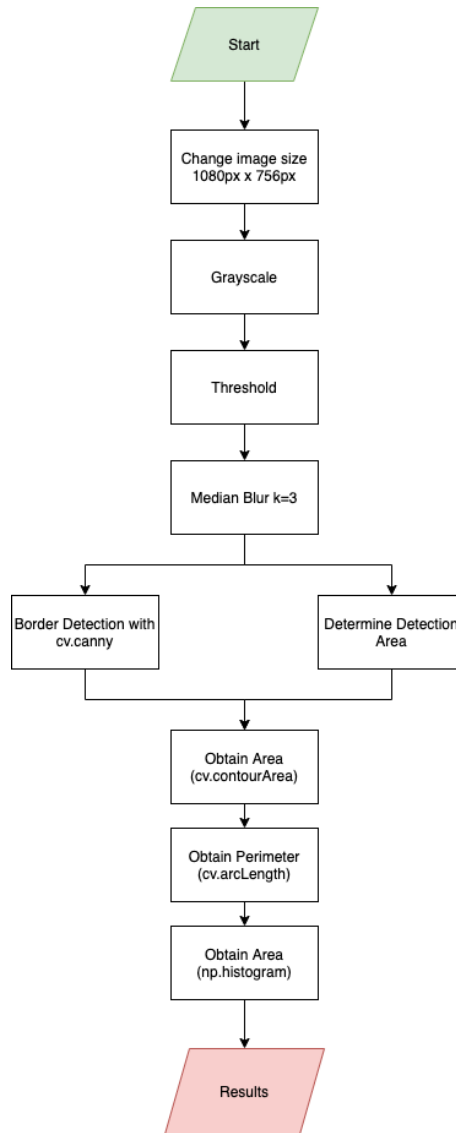 Start
Change image size
1080px x 756px
Grayscale
Threshold
Median Blur k=3
Border Detection with
cv.canny
Determine Detection
Area
Obtain Area
(cv.contourArea)
Obtain Perimeter
(cv.arcLength)
Obtain Area
(np.histogram)
Results